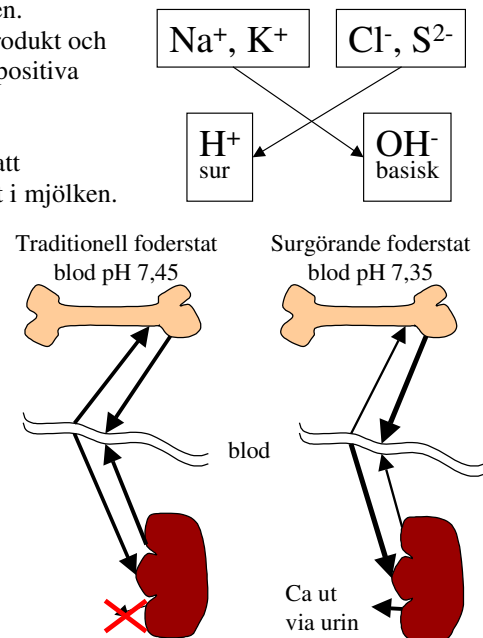 en.
rodukt och
positiva
att
t i mjölken.
Na⁺, K⁺
Cl⁻, S²⁻
H⁺
sur
OH⁻
basisk
Traditionell foderstat
blod pH 7,45
Surgörande foderstat
blod pH 7,35
blod
Ca ut
via urin